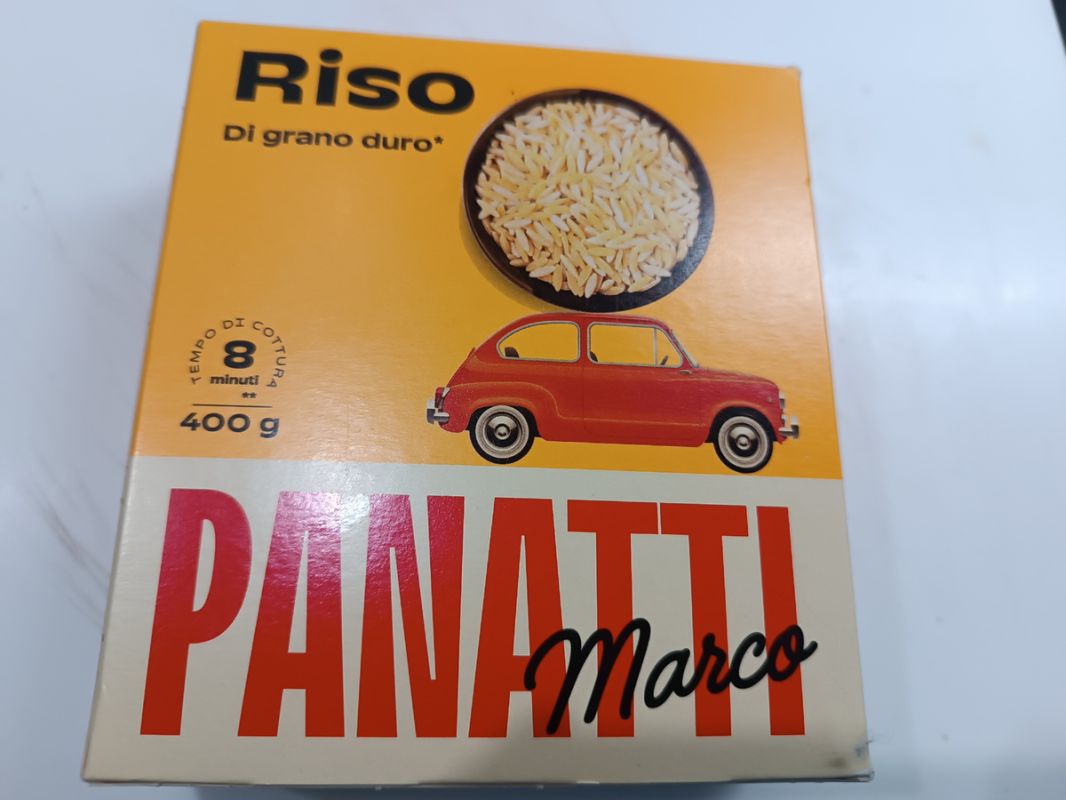 Riso
Di grano duro*
TEMPO DI COTTURA
8
minuti
**
400 g
PANATTI
Marco